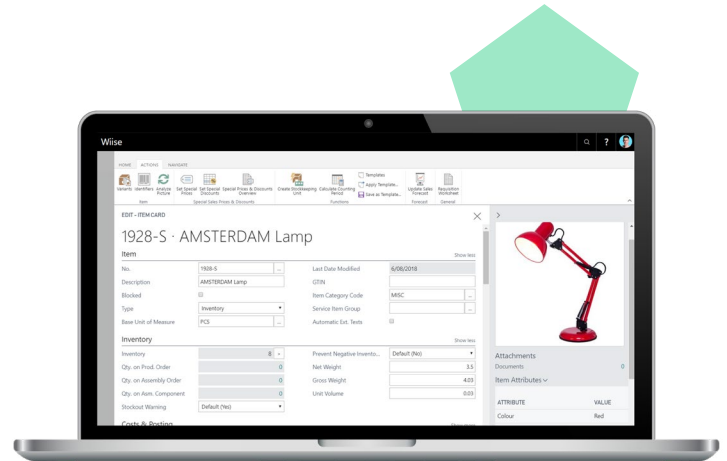 Wiise
?
HOME ACTIONS NAVIGATE
Variants Identifiers Analyze Picture Set Special Prices Set Special Discounts Special Prices & Discounts Overview Create Stockkeeping Unit Calculate Counting Period Templates Apply Template... Save as Template... Update Sales Forecast Requisition Worksheet
Item Special Sales Prices & Discounts Functions Forecast General
EDIT - ITEM CARD
1928-S · AMSTERDAM Lamp
Item Show less
No. 1928-S ... Last Date Modified 6/08/2018
Description AMSTERDAM Lamp GTIN
Blocked Item Category Code MISC ...
Type Inventory Service Item Group ...
Base Unit of Measure PCS ... Automatic Ext. Texts
Inventory Show less
Inventory 8 Prevent Negative Invento... Default (No)
Qty. on Prod. Order 0 Net Weight 3.5
Qty. on Assembly Order 0 Gross Weight 4.03
Qty. on Asm. Component 0 Unit Volume 0.03
Stockout Warning Default (Yes)
Costs & Posting Show more
Attachments
Documents 0
Item Attributes
ATTRIBUTE VALUE
Colour Red